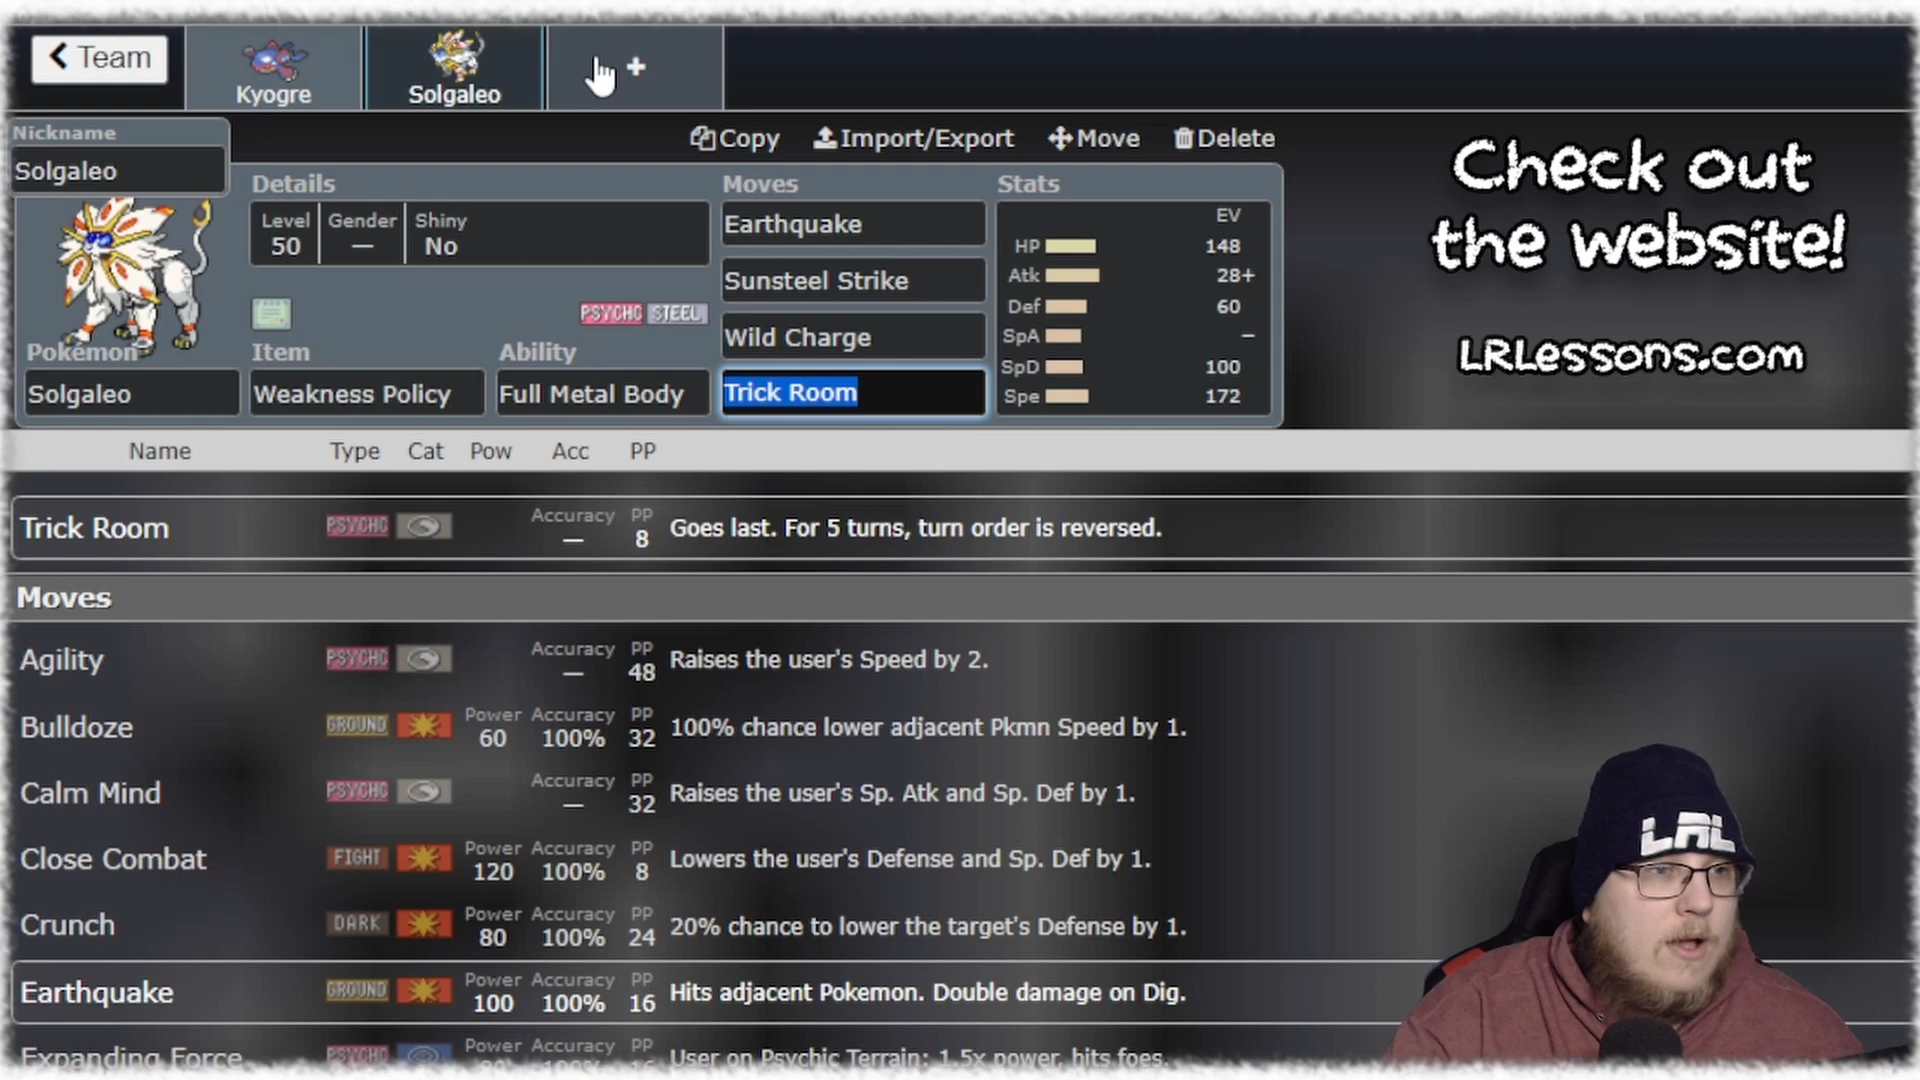 Team
Kyogre
Solgaleo
+
Nickname
Solgaleo
Copy
Import/Export
Move
Delete
Details
Level
50
Gender
—
Shiny
No
PSYCHC STEEL
Pokémon
Solgaleo
Item
Weakness Policy
Ability
Full Metal Body
Moves
Earthquake
Sunsteel Strike
Wild Charge
Trick Room
Stats
EV
HP 148
Atk 28+
Def 60
SpA —
SpD 100
Spe 172
Check out
the website!
LRLessons.com
Name Type Cat Pow Acc PP
Trick Room PSYCHC Accuracy — PP 8 Goes last. For 5 turns, turn order is reversed.
Moves
Agility PSYCHC Accuracy — PP 48 Raises the user's Speed by 2.
Bulldoze GROUND Power 60 Accuracy 100% PP 32 100% chance lower adjacent Pkmn Speed by 1.
Calm Mind PSYCHC Accuracy — PP 32 Raises the user's Sp. Atk and Sp. Def by 1.
Close Combat FIGHT Power 120 Accuracy 100% PP 8 Lowers the user's Defense and Sp. Def by 1.
Crunch DARK Power 80 Accuracy 100% PP 24 20% chance to lower the target's Defense by 1.
Earthquake GROUND Power 100 Accuracy 100% PP 16 Hits adjacent Pokemon. Double damage on Dig.
Expanding Force PSYCHC Power Accuracy PP User on Psychic Terrain: 1.5x power, hits foes.
LRL